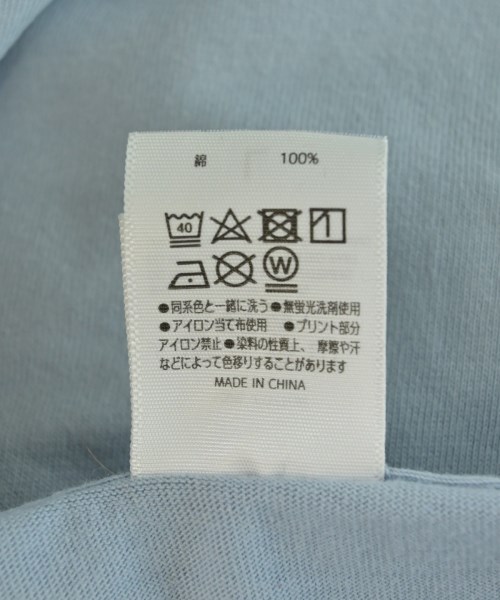 綿 100%
40
W
●同系色と一緒に洗う●無蛍光洗剤使用
●アイロン当て布使用 ●プリント部分
アイロン禁止●染料の性質上、摩擦や汗
などによって色移りすることがあります
MADE IN CHINA